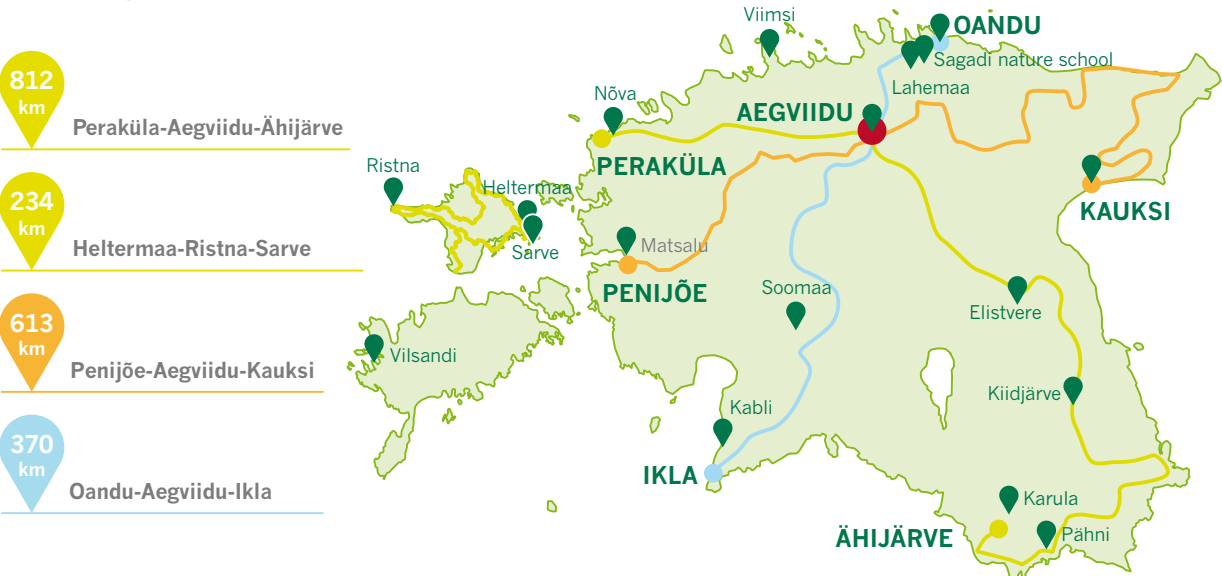 812
km
Peraküla-Aegviidu-Ähijärve
234
km
Heltermaa-Ristna-Sarve
613
km
Penijõe-Aegviidu-Kauksi
370
km
Oandu-Aegviidu-Ikla
Viimsi
OANDU
Sagadi nature school
Lahemaa
Nõva
AEGVIIDU
PERAKÜLA
Ristna
Heltermaa
Sarve
KAUKSI
Matsalu
PENIJÕE
Soomaa
Elistvere
Vilsandi
Kiidjärve
Kabli
IKLA
Karula
ÄHIJÄRVE
Pähni